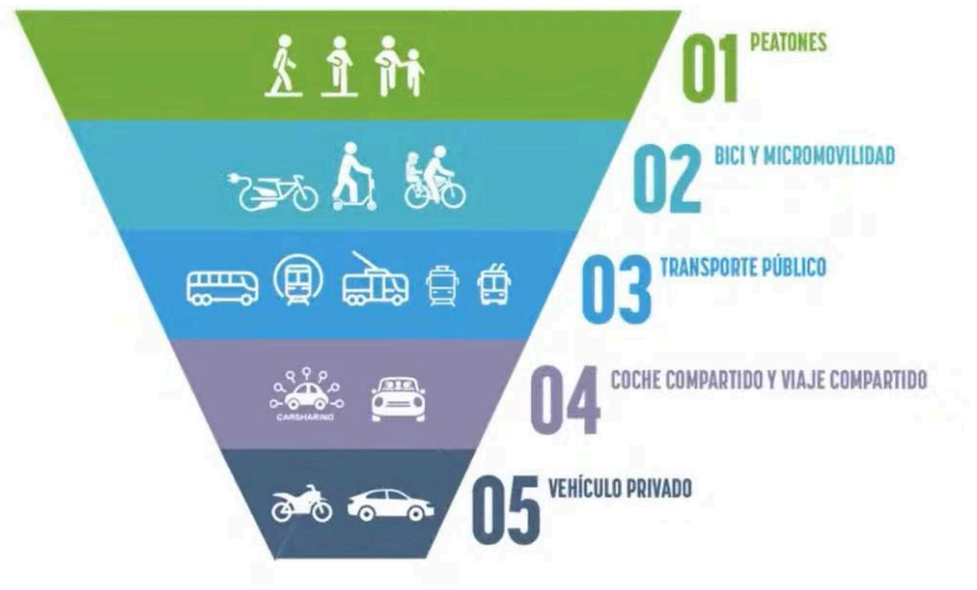 01 PEATONES
02 BICI Y MICROMOVILIDAD
03 TRANSPORTE PÚBLICO
04 COCHE COMPARTIDO Y VIAJE COMPARTIDO
CARSHARING
05 VEHÍCULO PRIVADO